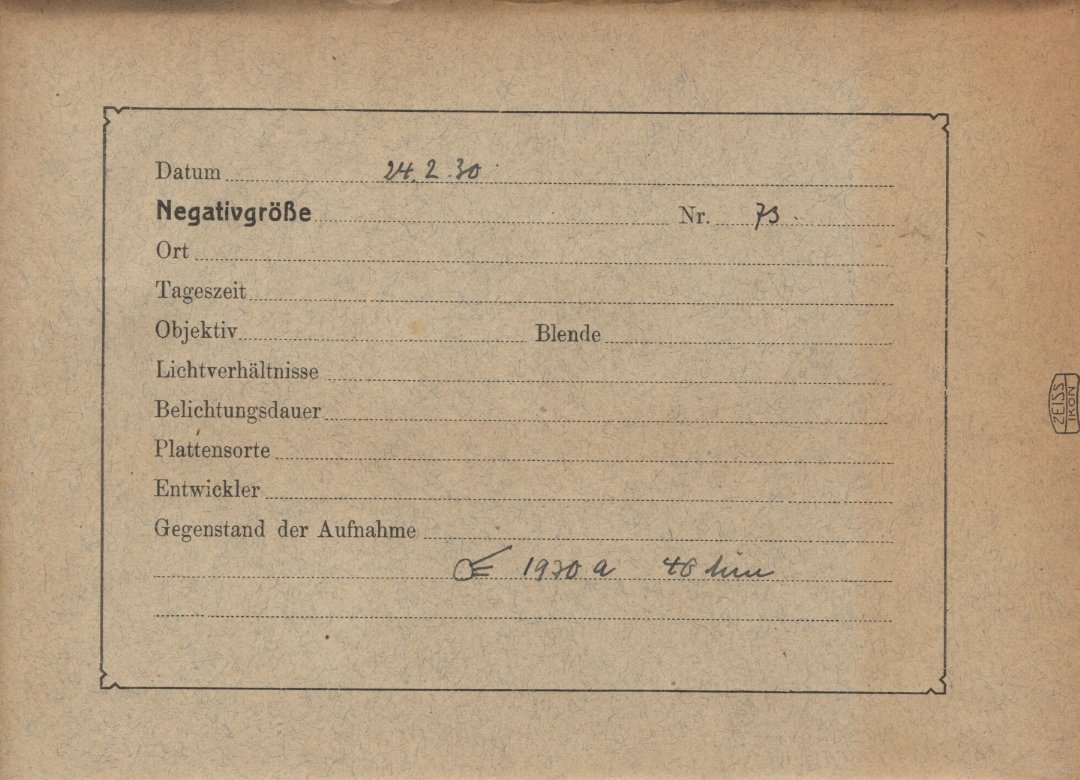 Datum 24.2.30
Negativgröße Nr. 73
Ort
Tageszeit
Objektiv Blende
Lichtverhältnisse
Belichtungsdauer
Plattensorte
Entwickler
Gegenstand der Aufnahme
☄ 1930 a 48 min
ZEISS
IKON